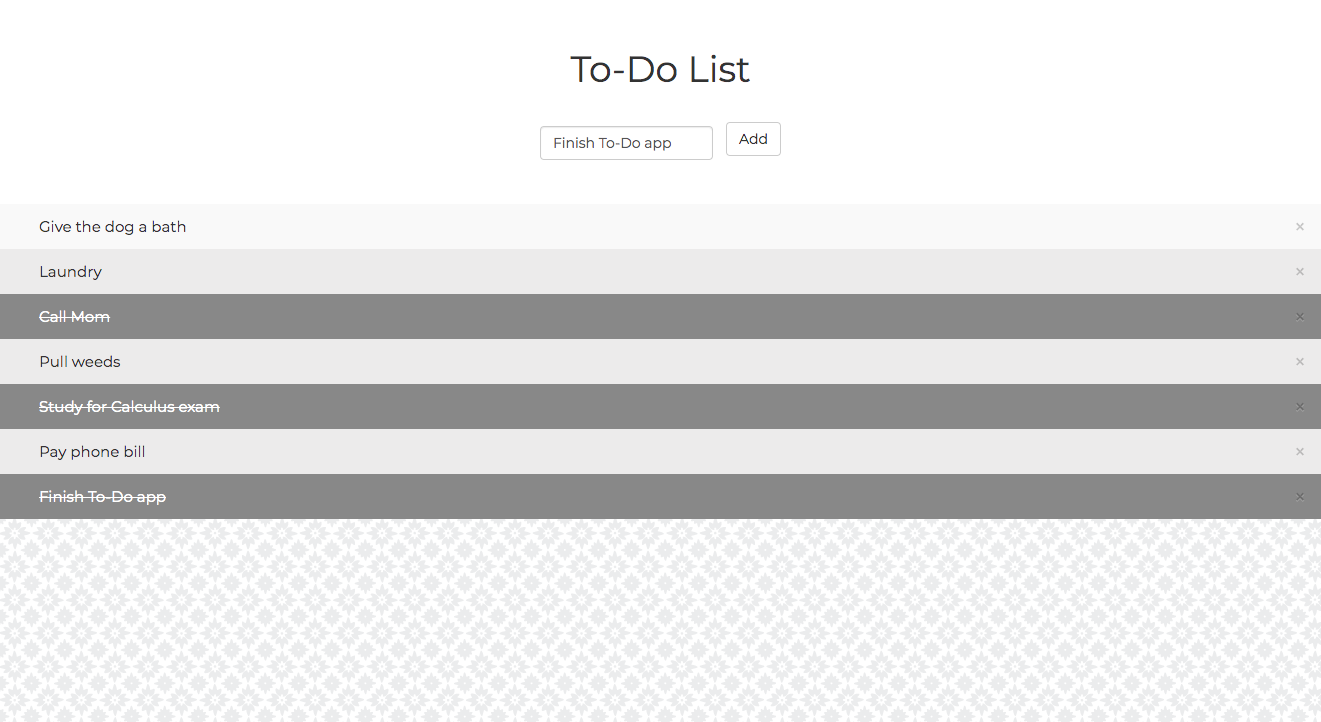 To-Do List
Finish To-Do app
Add
Give the dog a bath ×
Laundry ×
Call Mom ×
Pull weeds ×
Study for Calculus exam ×
Pay phone bill ×
Finish To-Do app ×